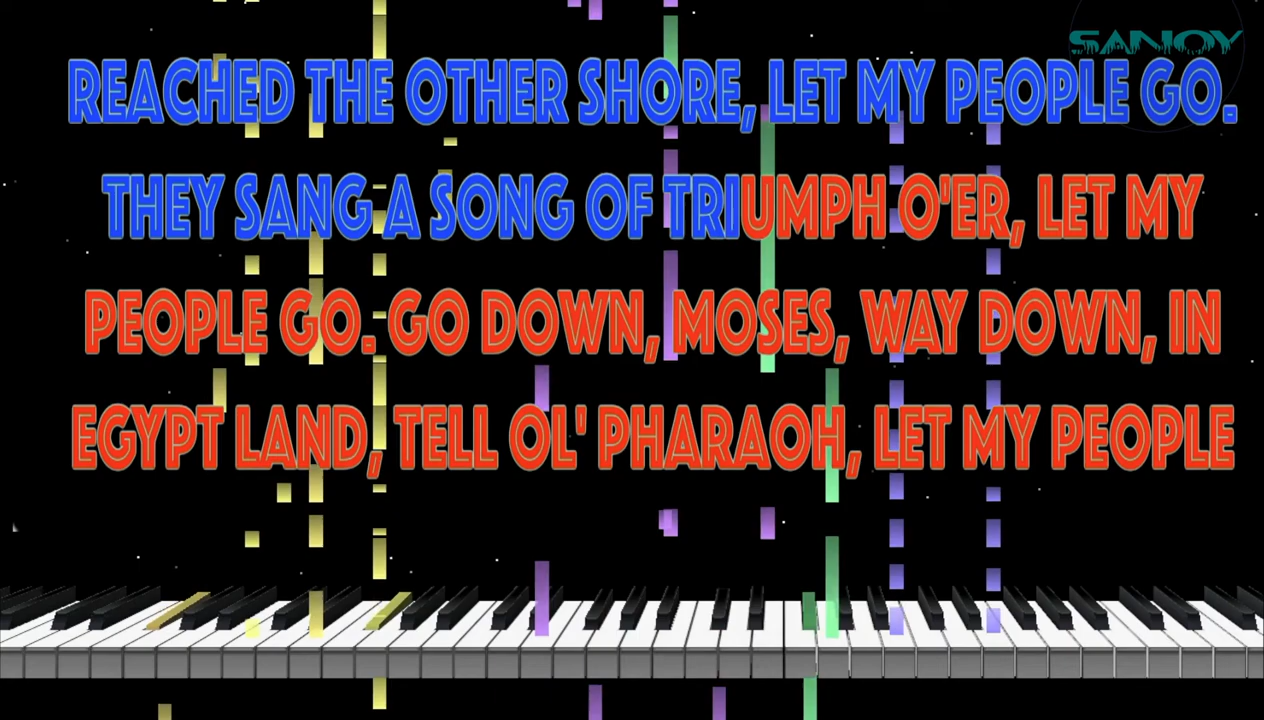 SANJOY
REACHED THE OTHER SHORE, LET MY PEOPLE GO.
THEY SANG A SONG OF TRIUMPH O'ER, LET MY
PEOPLE GO. GO DOWN, MOSES, WAY DOWN, IN
EGYPT LAND, TELL OL' PHARAOH, LET MY PEOPLE